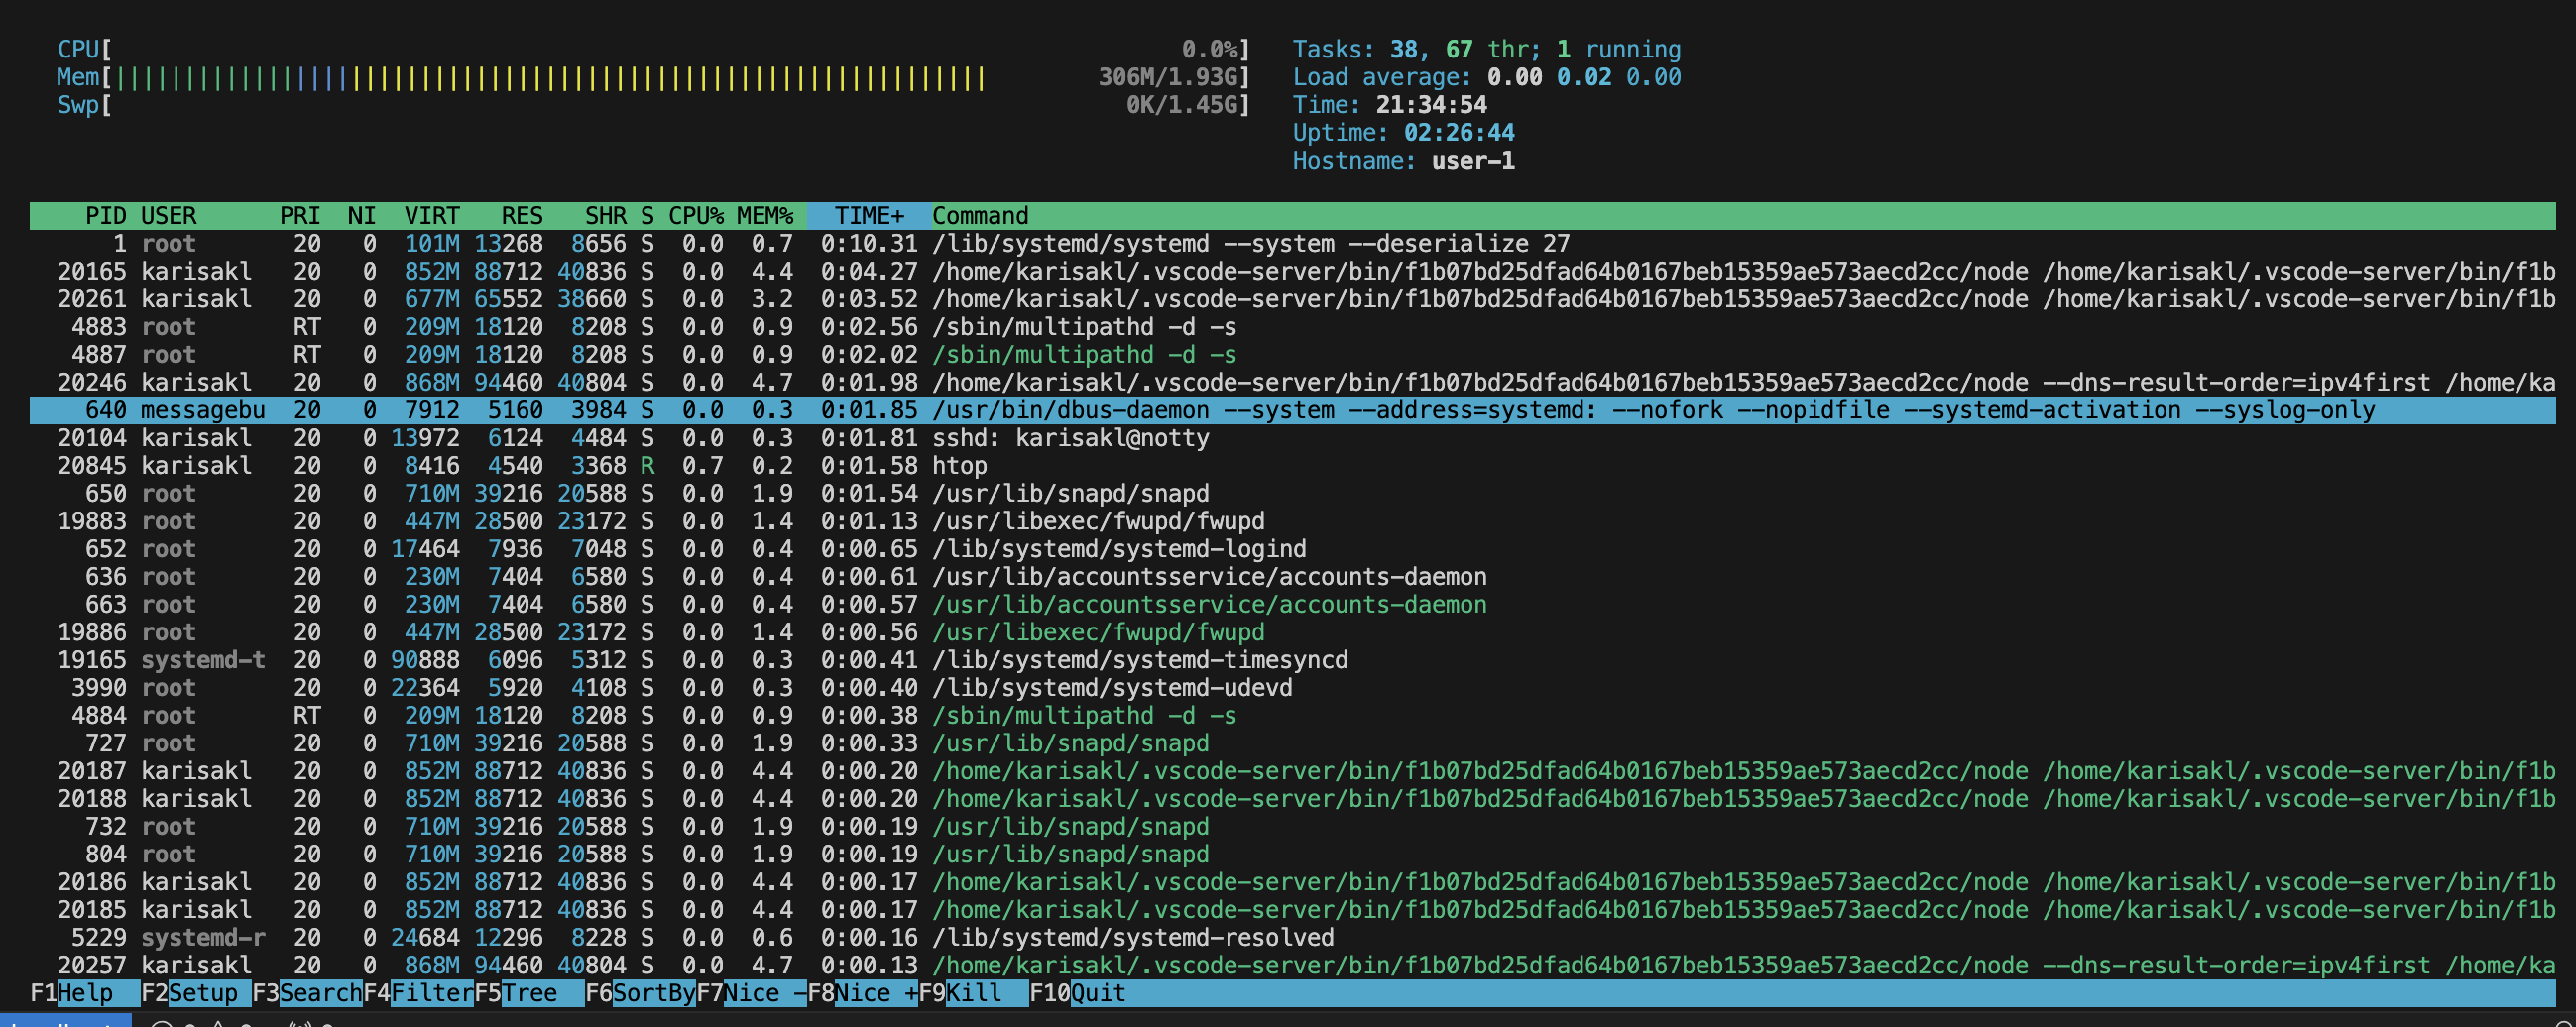 CPU[ 0.0%] Tasks: 38, 67 thr; 1 running
Mem[|||||||||||||||||||||||||||||||||||||||||||||||||||||||||||||||306M/1.93G] Load average: 0.00 0.02 0.00
Swp[ 0K/1.45G] Time: 21:34:54
Uptime: 02:26:44
Hostname: user-1
PID USER PRI NI VIRT RES SHR S CPU% MEM% TIME+ Command
1 root 20 0 101M 13268 8656 S 0.0 0.7 0:10.31 /lib/systemd/systemd --system --deserialize 27
20165 karisakl 20 0 852M 88712 40836 S 0.0 4.4 0:04.27 /home/karisakl/.vscode-server/bin/f1b07bd25dfad64b0167beb15359ae573aecd2cc/node /home/karisakl/.vscode-server/bin/f1b
20261 karisakl 20 0 677M 65552 38660 S 0.0 3.2 0:03.52 /home/karisakl/.vscode-server/bin/f1b07bd25dfad64b0167beb15359ae573aecd2cc/node /home/karisakl/.vscode-server/bin/f1b
4883 root RT 0 209M 18120 8208 S 0.0 0.9 0:02.56 /sbin/multipathd -d -s
4887 root RT 0 209M 18120 8208 S 0.0 0.9 0:02.02 /sbin/multipathd -d -s
20246 karisakl 20 0 868M 94460 40804 S 0.0 4.7 0:01.98 /home/karisakl/.vscode-server/bin/f1b07bd25dfad64b0167beb15359ae573aecd2cc/node --dns-result-order=ipv4first /home/ka
640 messagebu 20 0 7912 5160 3984 S 0.0 0.3 0:01.85 /usr/bin/dbus-daemon --system --address=systemd: --nofork --nopidfile --systemd-activation --syslog-only
20104 karisakl 20 0 13972 6124 4484 S 0.0 0.3 0:01.81 sshd: karisakl@notty
20845 karisakl 20 0 8416 4540 3368 R 0.7 0.2 0:01.58 htop
650 root 20 0 710M 39216 20588 S 0.0 1.9 0:01.54 /usr/lib/snapd/snapd
19883 root 20 0 447M 28500 23172 S 0.0 1.4 0:01.13 /usr/libexec/fwupd/fwupd
652 root 20 0 17464 7936 7048 S 0.0 0.4 0:00.65 /lib/systemd/systemd-logind
636 root 20 0 230M 7404 6580 S 0.0 0.4 0:00.61 /usr/lib/accountsservice/accounts-daemon
663 root 20 0 230M 7404 6580 S 0.0 0.4 0:00.57 /usr/lib/accountsservice/accounts-daemon
19886 root 20 0 447M 28500 23172 S 0.0 1.4 0:00.56 /usr/libexec/fwupd/fwupd
19165 systemd-t 20 0 90888 6096 5312 S 0.0 0.3 0:00.41 /lib/systemd/systemd-timesyncd
3990 root 20 0 22364 5920 4108 S 0.0 0.3 0:00.40 /lib/systemd/systemd-udevd
4884 root RT 0 209M 18120 8208 S 0.0 0.9 0:00.38 /sbin/multipathd -d -s
727 root 20 0 710M 39216 20588 S 0.0 1.9 0:00.33 /usr/lib/snapd/snapd
20187 karisakl 20 0 852M 88712 40836 S 0.0 4.4 0:00.20 /home/karisakl/.vscode-server/bin/f1b07bd25dfad64b0167beb15359ae573aecd2cc/node /home/karisakl/.vscode-server/bin/f1b
20188 karisakl 20 0 852M 88712 40836 S 0.0 4.4 0:00.20 /home/karisakl/.vscode-server/bin/f1b07bd25dfad64b0167beb15359ae573aecd2cc/node /home/karisakl/.vscode-server/bin/f1b
732 root 20 0 710M 39216 20588 S 0.0 1.9 0:00.19 /usr/lib/snapd/snapd
804 root 20 0 710M 39216 20588 S 0.0 1.9 0:00.19 /usr/lib/snapd/snapd
20186 karisakl 20 0 852M 88712 40836 S 0.0 4.4 0:00.17 /home/karisakl/.vscode-server/bin/f1b07bd25dfad64b0167beb15359ae573aecd2cc/node /home/karisakl/.vscode-server/bin/f1b
20185 karisakl 20 0 852M 88712 40836 S 0.0 4.4 0:00.17 /home/karisakl/.vscode-server/bin/f1b07bd25dfad64b0167beb15359ae573aecd2cc/node /home/karisakl/.vscode-server/bin/f1b
5229 systemd-r 20 0 24684 12296 8228 S 0.0 0.6 0:00.16 /lib/systemd/systemd-resolved
20257 karisakl 20 0 868M 94460 40804 S 0.0 4.7 0:00.13 /home/karisakl/.vscode-server/bin/f1b07bd25dfad64b0167beb15359ae573aecd2cc/node --dns-result-order=ipv4first /home/ka
F1Help F2Setup F3SearchF4FilterF5Tree F6SortByF7Nice -F8Nice +F9Kill F10Quit